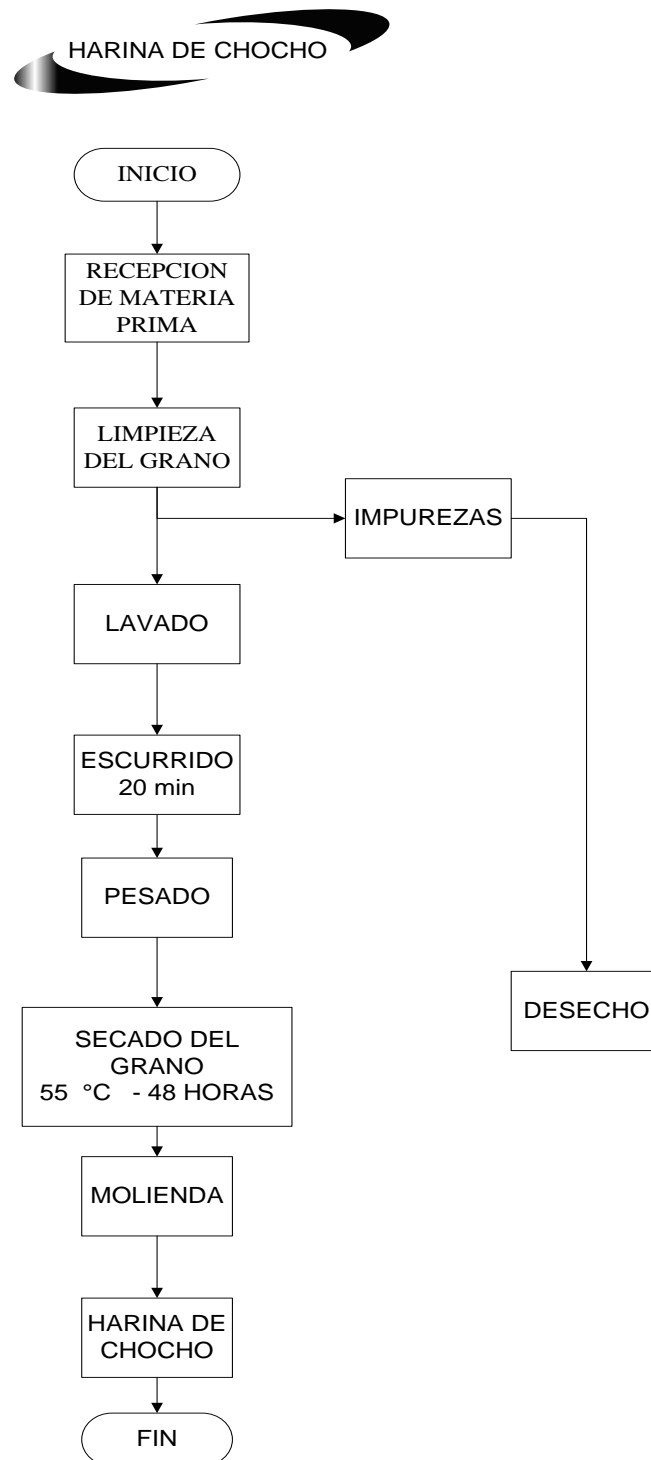 HARINA DE CHOCHO
INICIO
RECEPCION
DE MATERIA
PRIMA
LIMPIEZA
DEL GRANO
IMPUREZAS
LAVADO
ESCURRIDO
20 min
PESADO
DESECHO
SECADO DEL
GRANO
55 °C - 48 HORAS
MOLIENDA
HARINA DE
CHOCHO
FIN